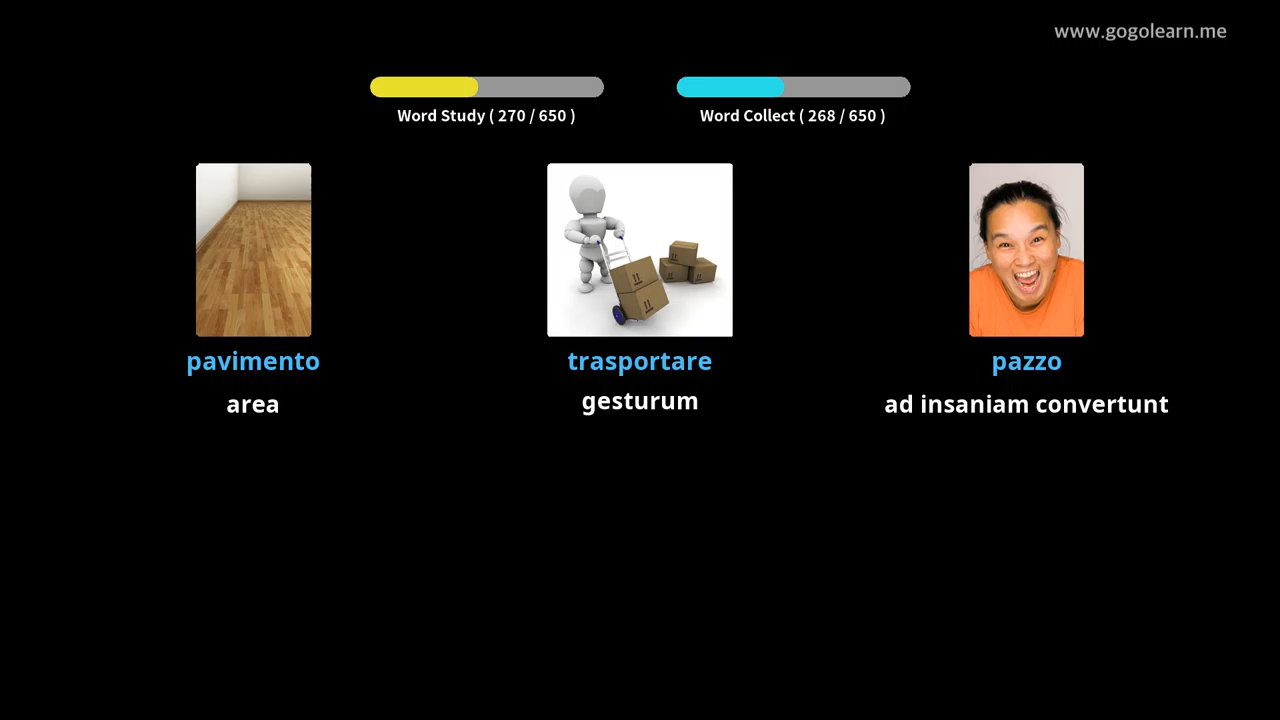 www.gogolearn.me
Word Study ( 270 / 650 )
Word Collect ( 268 / 650 )
pavimento
trasportare
pazzo
area
gesturum
ad insaniam convertunt